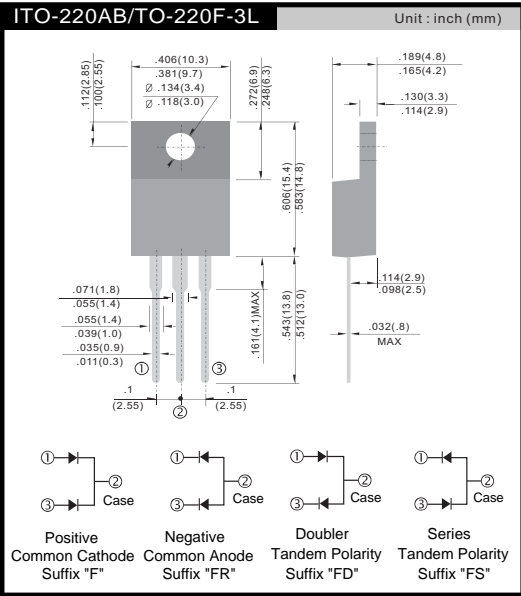 ITO-220AB/TO-220F-3L
Unit : inch (mm)
.406(10.3)
.381(9.7)
Ø .134(3.4)
Ø .118(3.0)
.112(2.85)
.100(2.55)
.272(6.9)
.248(6.3)
.189(4.8)
.165(4.2)
.130(3.3)
.114(2.9)
.606(15.4)
.583(14.8)
.071(1.8)
.055(1.4)
.055(1.4)
.039(1.0)
.035(0.9)
.011(0.3)
.161(4.1)MAX
.543(13.8)
.512(13.0)
.114(2.9)
.098(2.5)
.032(.8)
MAX
① ③
.1 .1
(2.55) ② (2.55)
① ① ① ①
② ② ② ②
③ Case ③ Case ③ Case ③ Case
Positive
Common Cathode
Suffix "F"
Negative
Common Anode
Suffix "FR"
Doubler
Tandem Polarity
Suffix "FD"
Series
Tandem Polarity
Suffix "FS"